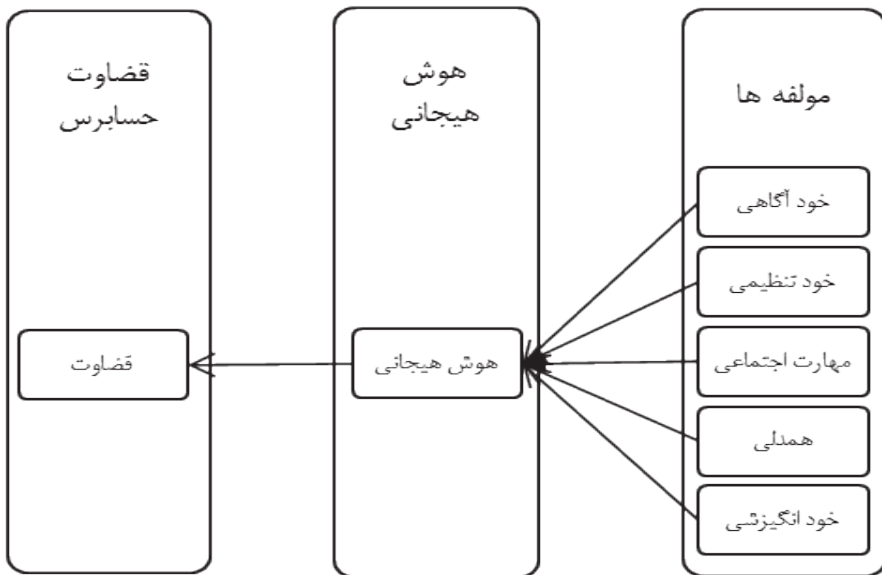 مولفه ها
خود آگاهی
خود تنظیمی
مهارت اجتماعی
همدلی
خود انگیزشی
هوش
هیجانی
هوش هیجانی
قضاوت
حسابرس
قضاوت